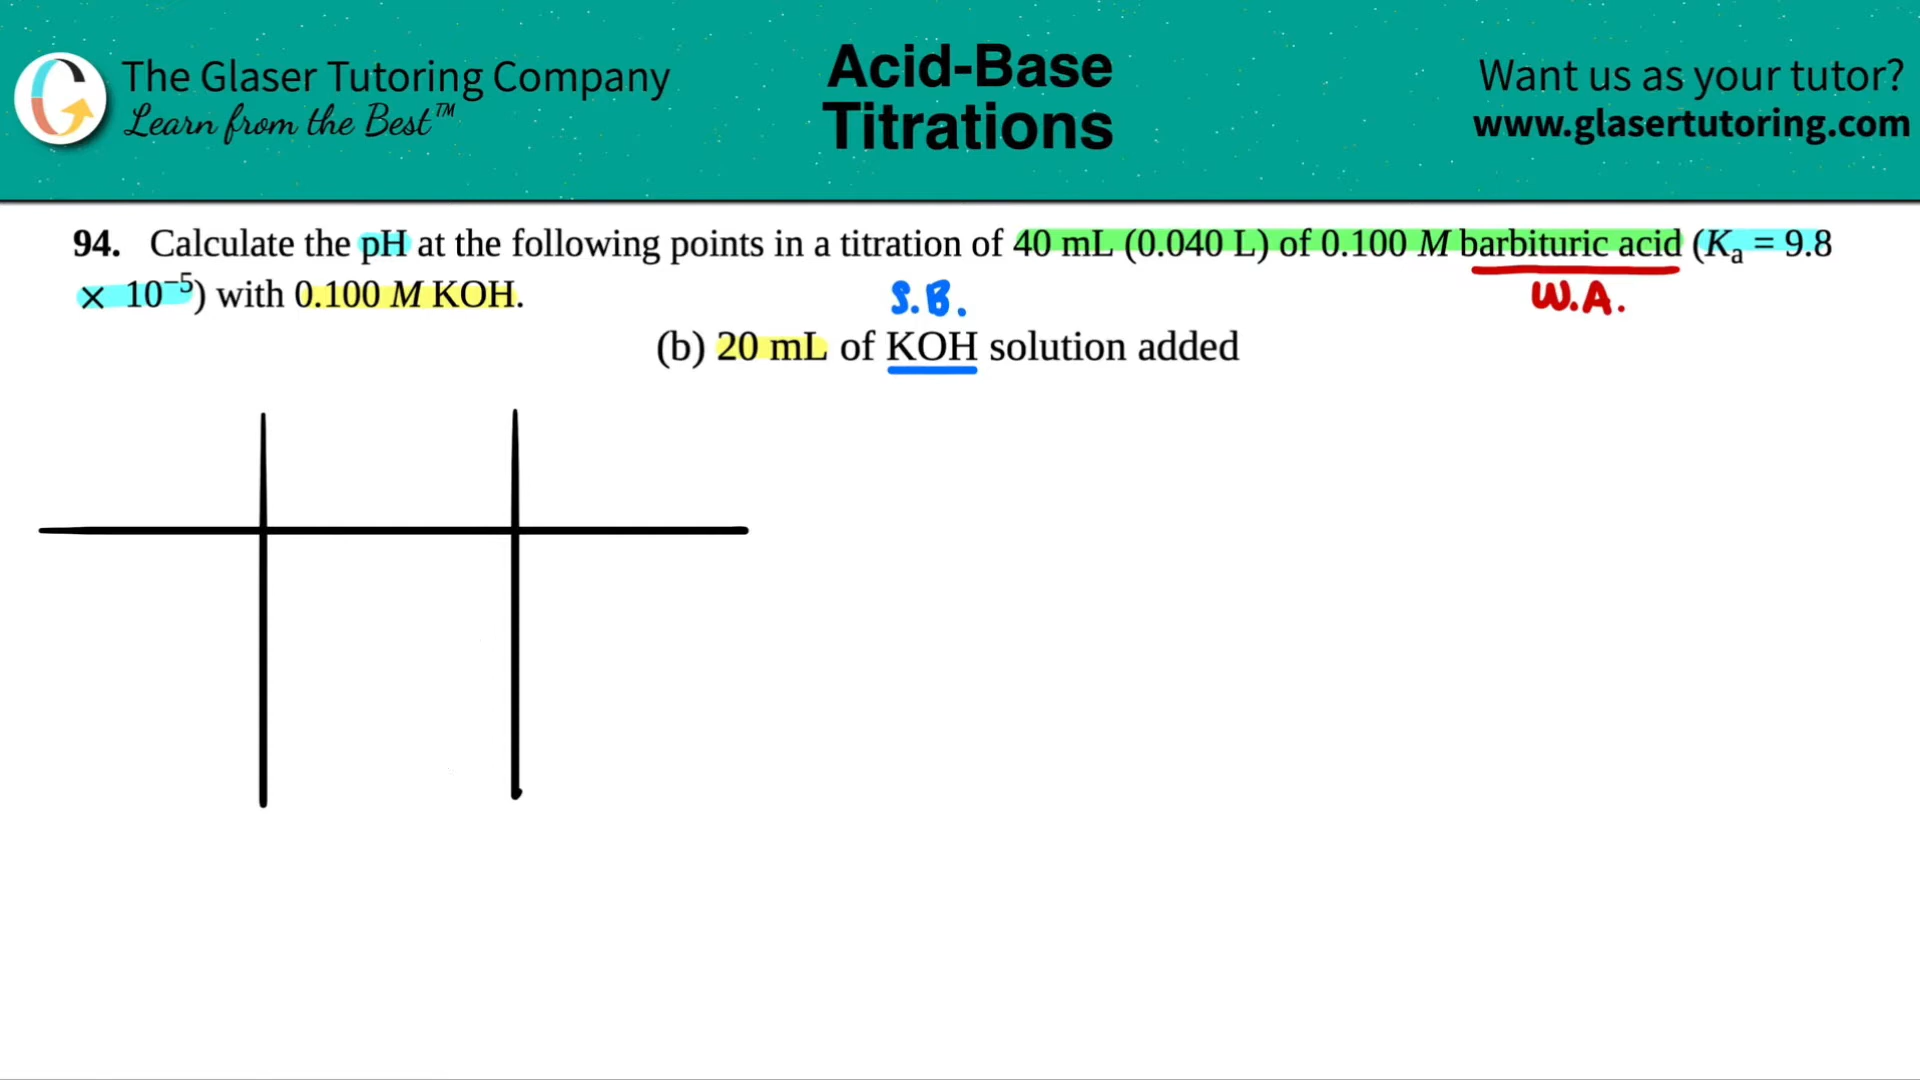 The Glaser Tutoring Company
Learn from the Best™
Acid-Base
Titrations
Want us as your tutor?
www.glasertutoring.com
94. Calculate the pH at the following points in a titration of 40 mL (0.040 L) of 0.100 M barbituric acid (Kₐ = 9.8
× 10⁻⁵) with 0.100 M KOH.
S.B.
W.A.
(b) 20 mL of KOH solution added